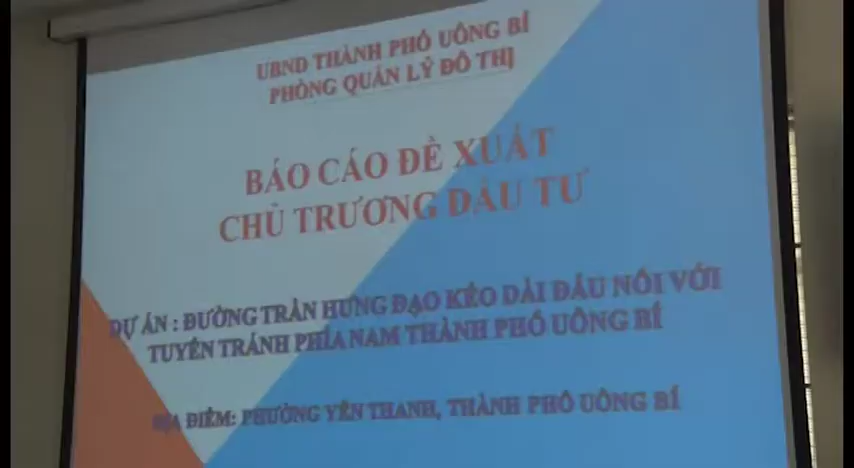 UBND THÀNH PHỐ UÔNG BÍ
PHÒNG QUẢN LÝ ĐÔ THỊ
BÁO CÁO ĐỀ XUẤT
CHỦ TRƯƠNG ĐẦU TƯ
DỰ ÁN : ĐƯỜNG TRẦN HƯNG ĐẠO KÉO DÀI ĐẤU NỐI VỚI
TUYẾN TRÁNH PHÍA NAM THÀNH PHỐ UÔNG BÍ
ĐỊA ĐIỂM: PHƯỜNG YÊN THANH, THÀNH PHỐ UÔNG BÍ